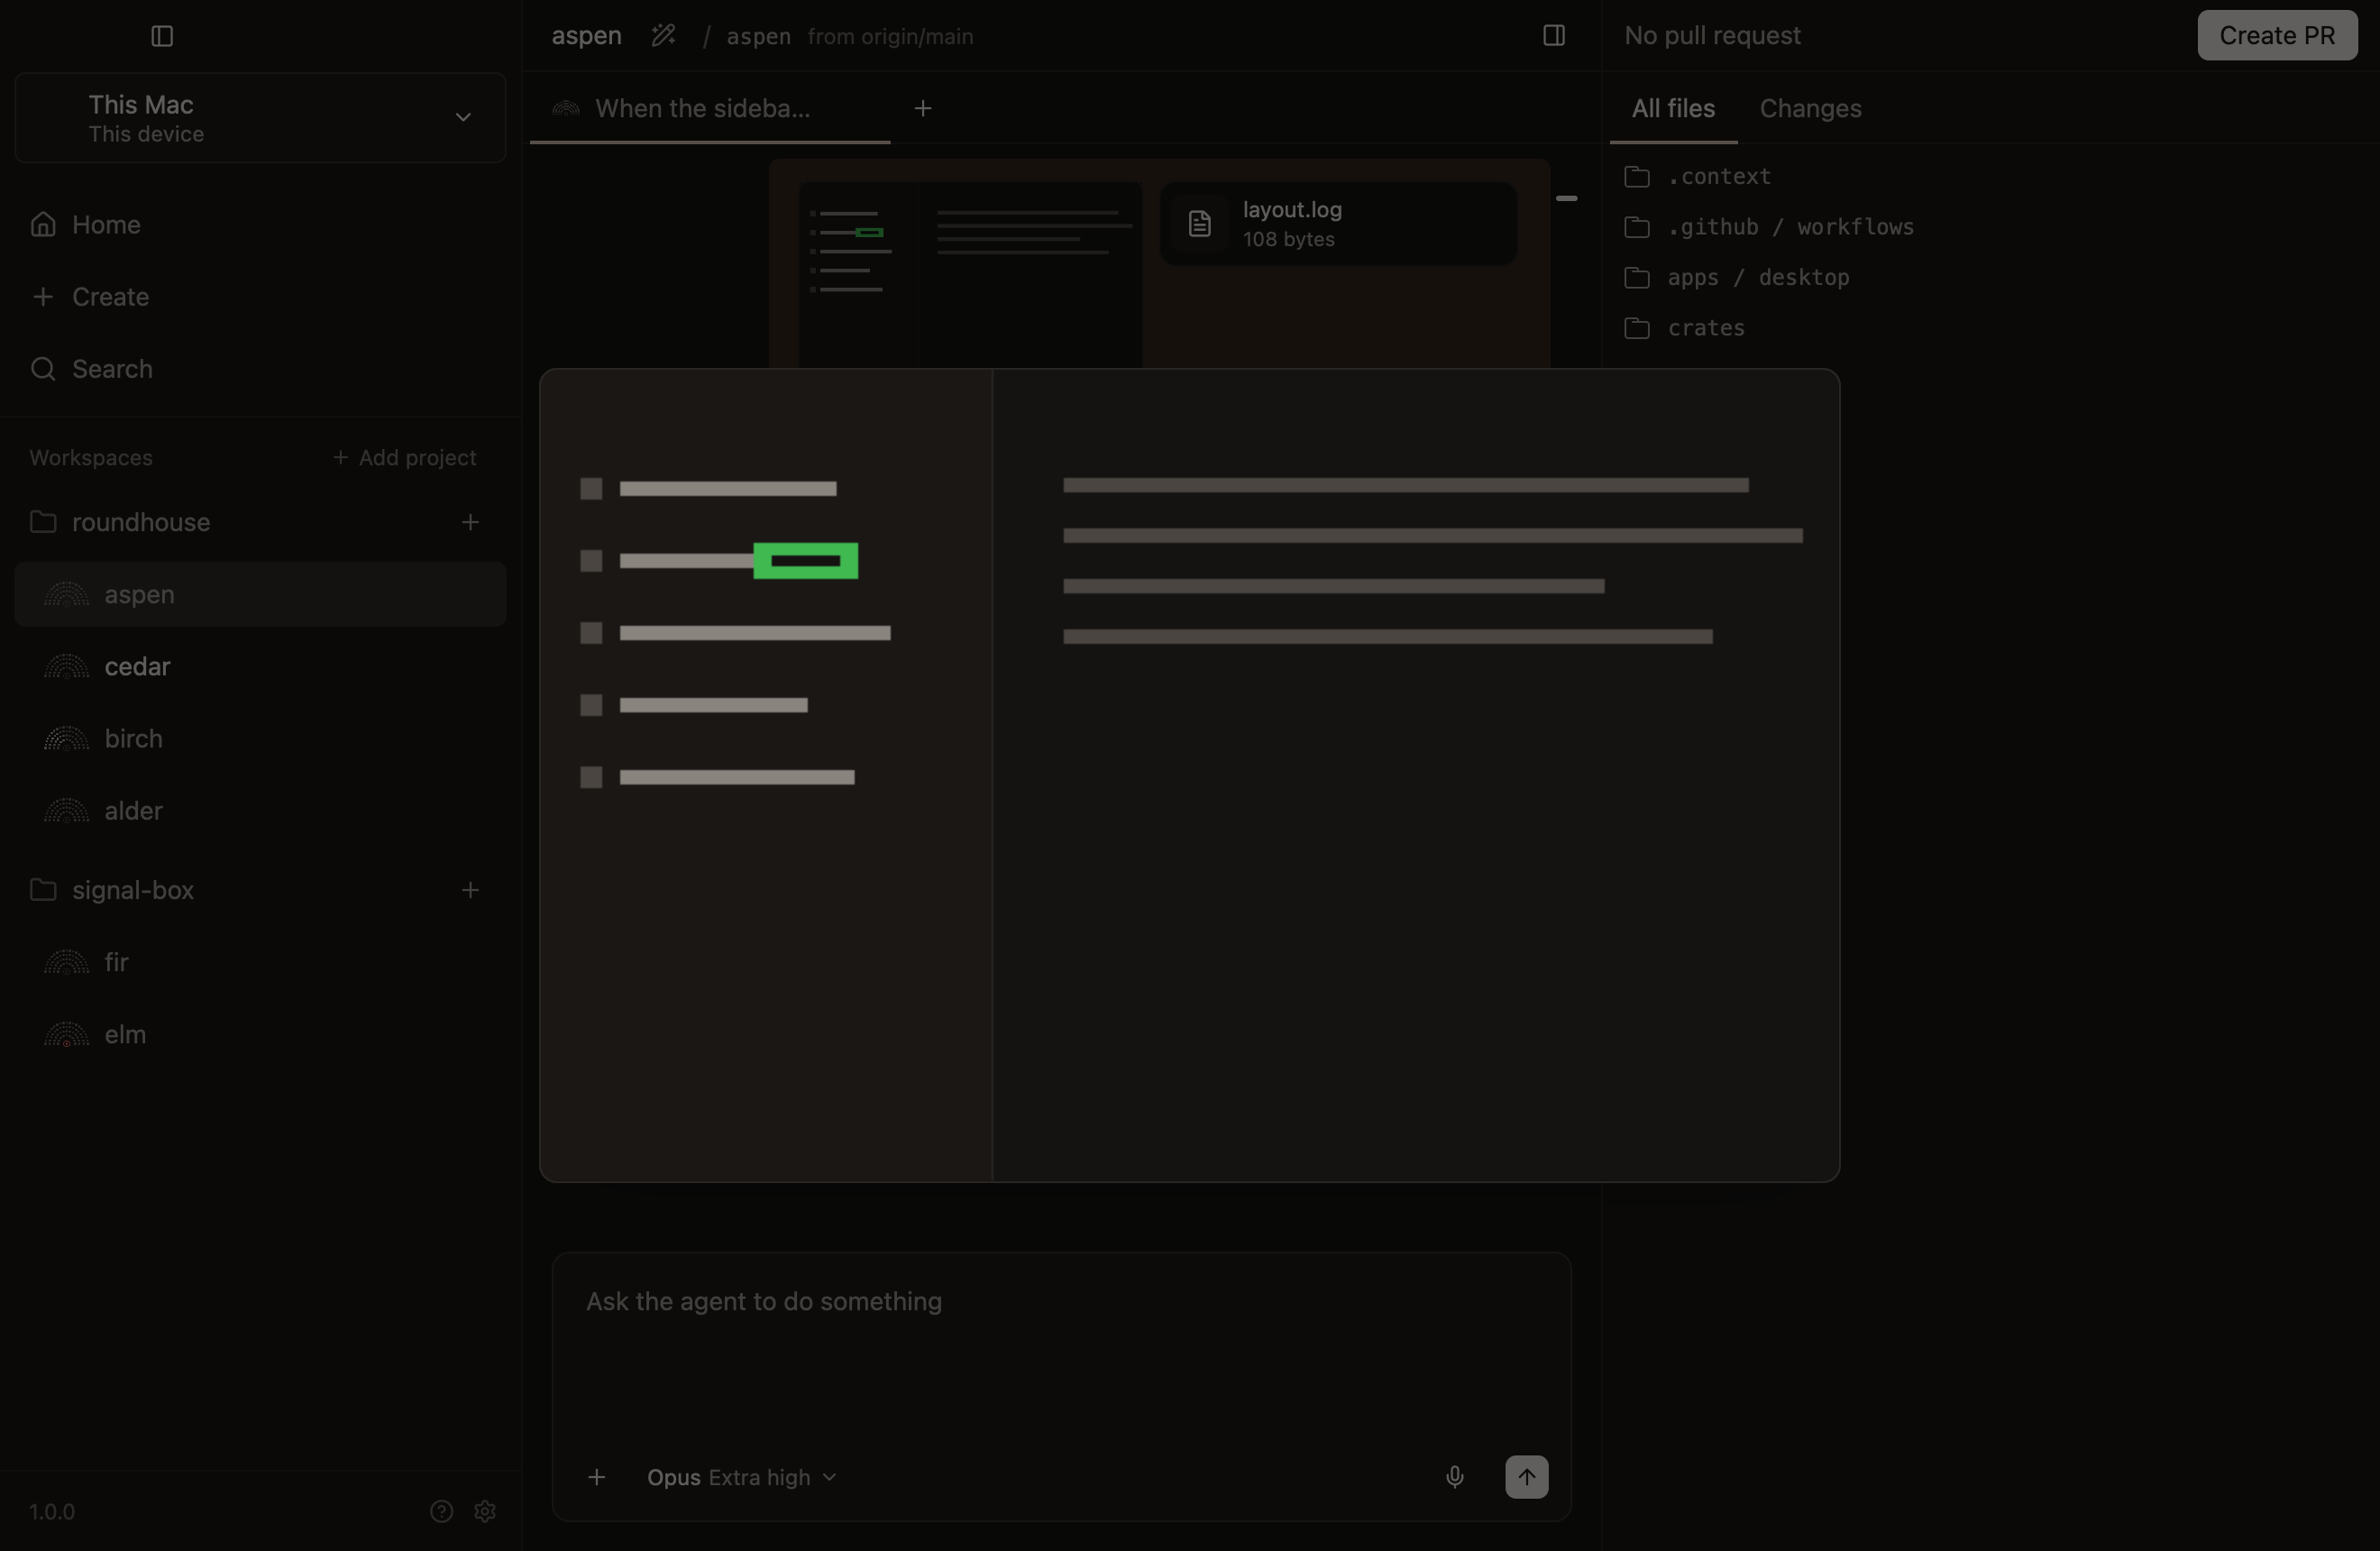 This Mac
This device
Home
Create
Search
Workspaces
Add project
roundhouse
aspen
cedar
birch
alder
signal-box
fir
elm
1.0.0
aspen / aspen from origin/main
When the sideba...
layout.log
108 bytes
Ask the agent to do something
Opus Extra high
No pull request
Create PR
All files Changes
.context
.github / workflows
apps / desktop
crates